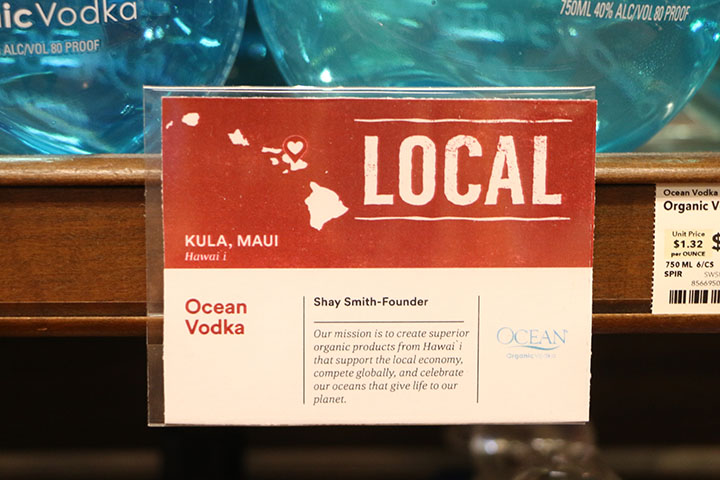 icVodka
ALC/VOL 80 PROOF
750ML 40% ALC/VOL 80 PROOF
LOCAL
KULA, MAUI
Hawai`i
Ocean
Vodka
Shay Smith-Founder
Our mission is to create superior
organic products from Hawai`i
that support the local economy,
compete globally, and celebrate
our oceans that give life to our
planet.
OCEAN
Organic Vodka
Ocean Vodka
Organic V
Unit Price
$1.32
per OUNCE
$
750 ML 6/CS
SPIR
8566950